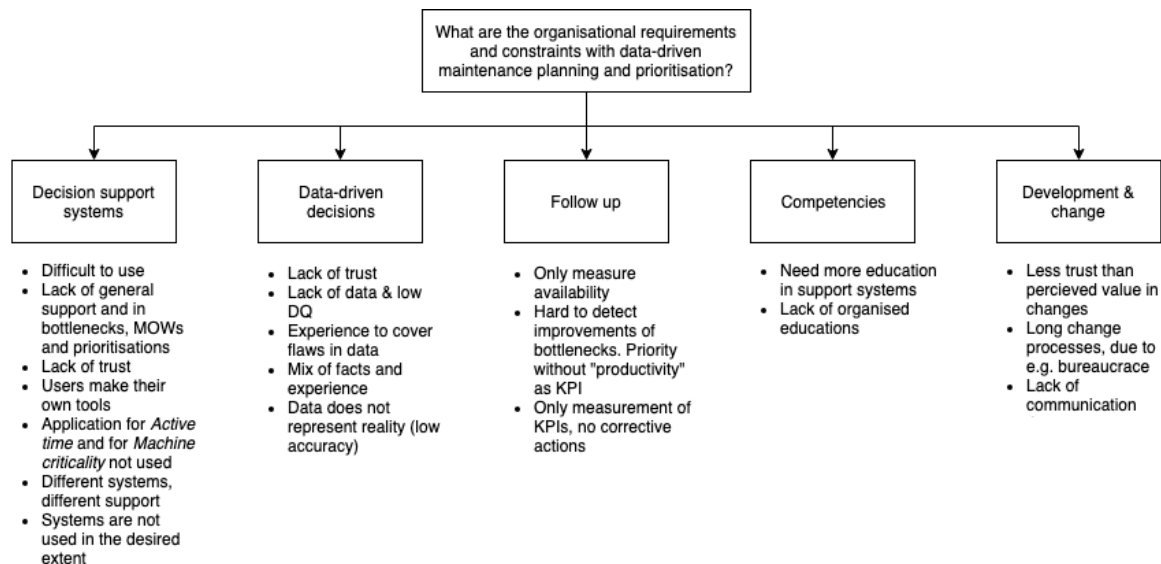 What are the organisational requirements
and constraints with data-driven
maintenance planning and prioritisation?
Decision support
systems
Data-driven
decisions
Follow up
Competencies
Development &
change
• Difficult to use
• Lack of general
support and in
bottlenecks, MOWs
and prioritisations
• Lack of trust
• Users make their
own tools
• Application for Active
time and for Machine
criticality not used
• Different systems,
different support
• Systems are not
used in the desired
extent
• Lack of trust
• Lack of data & low
DQ
• Experience to cover
flaws in data
• Mix of facts and
experience
• Data does not
represent reality (low
accuracy)
• Only measure
availability
• Hard to detect
improvements of
bottlenecks. Priority
without "productivity"
as KPI
• Only measurement of
KPIs, no corrective
actions
• Need more education
in support systems
• Lack of organised
educations
• Less trust than
percieved value in
changes
• Long change
processes, due to
e.g. bureaucrace
• Lack of
communication